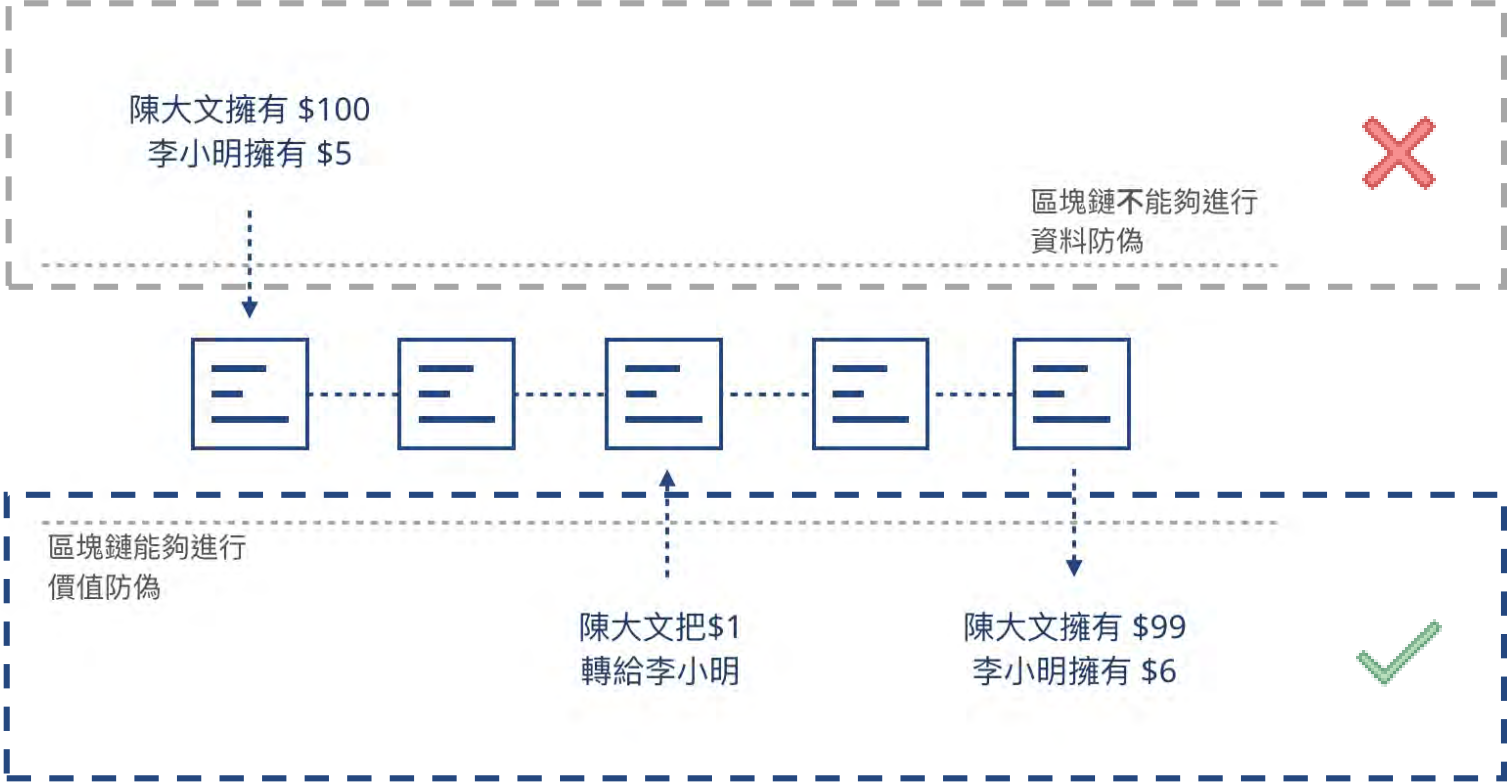 陳大文擁有 $100
李小明擁有 $5
區塊鏈不能夠進行
資料防偽
區塊鏈能夠進行
價值防偽
陳大文把$1
轉給李小明
陳大文擁有 $99
李小明擁有 $6